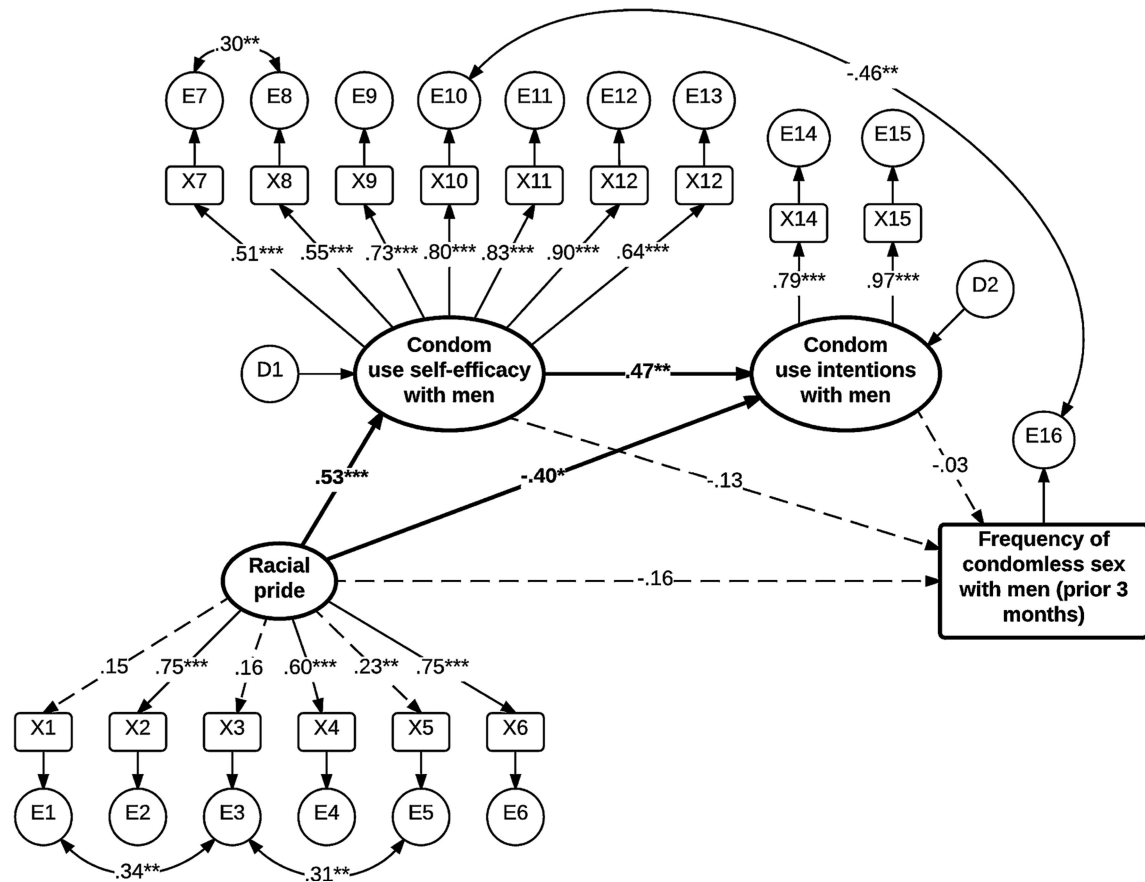 .30**
-.46**
E7 E8 E9 E10 E11 E12 E13
E14 E15
X7 X8 X9 X10 X11 X12 X12
X14 X15
.51*** .55*** .73*** .80*** .83*** .90*** .64***
.79*** .97***
D2
D1
Condom
use self-efficacy
with men
.47**
Condom
use intentions
with men
E16
.53***
-.40*
-.13
-.03
Racial
pride
-.16
Frequency of
condomless sex
with men (prior 3
months)
.15 .75*** .16 .60*** .23** .75***
X1 X2 X3 X4 X5 X6
E1 E2 E3 E4 E5 E6
.34** .31**